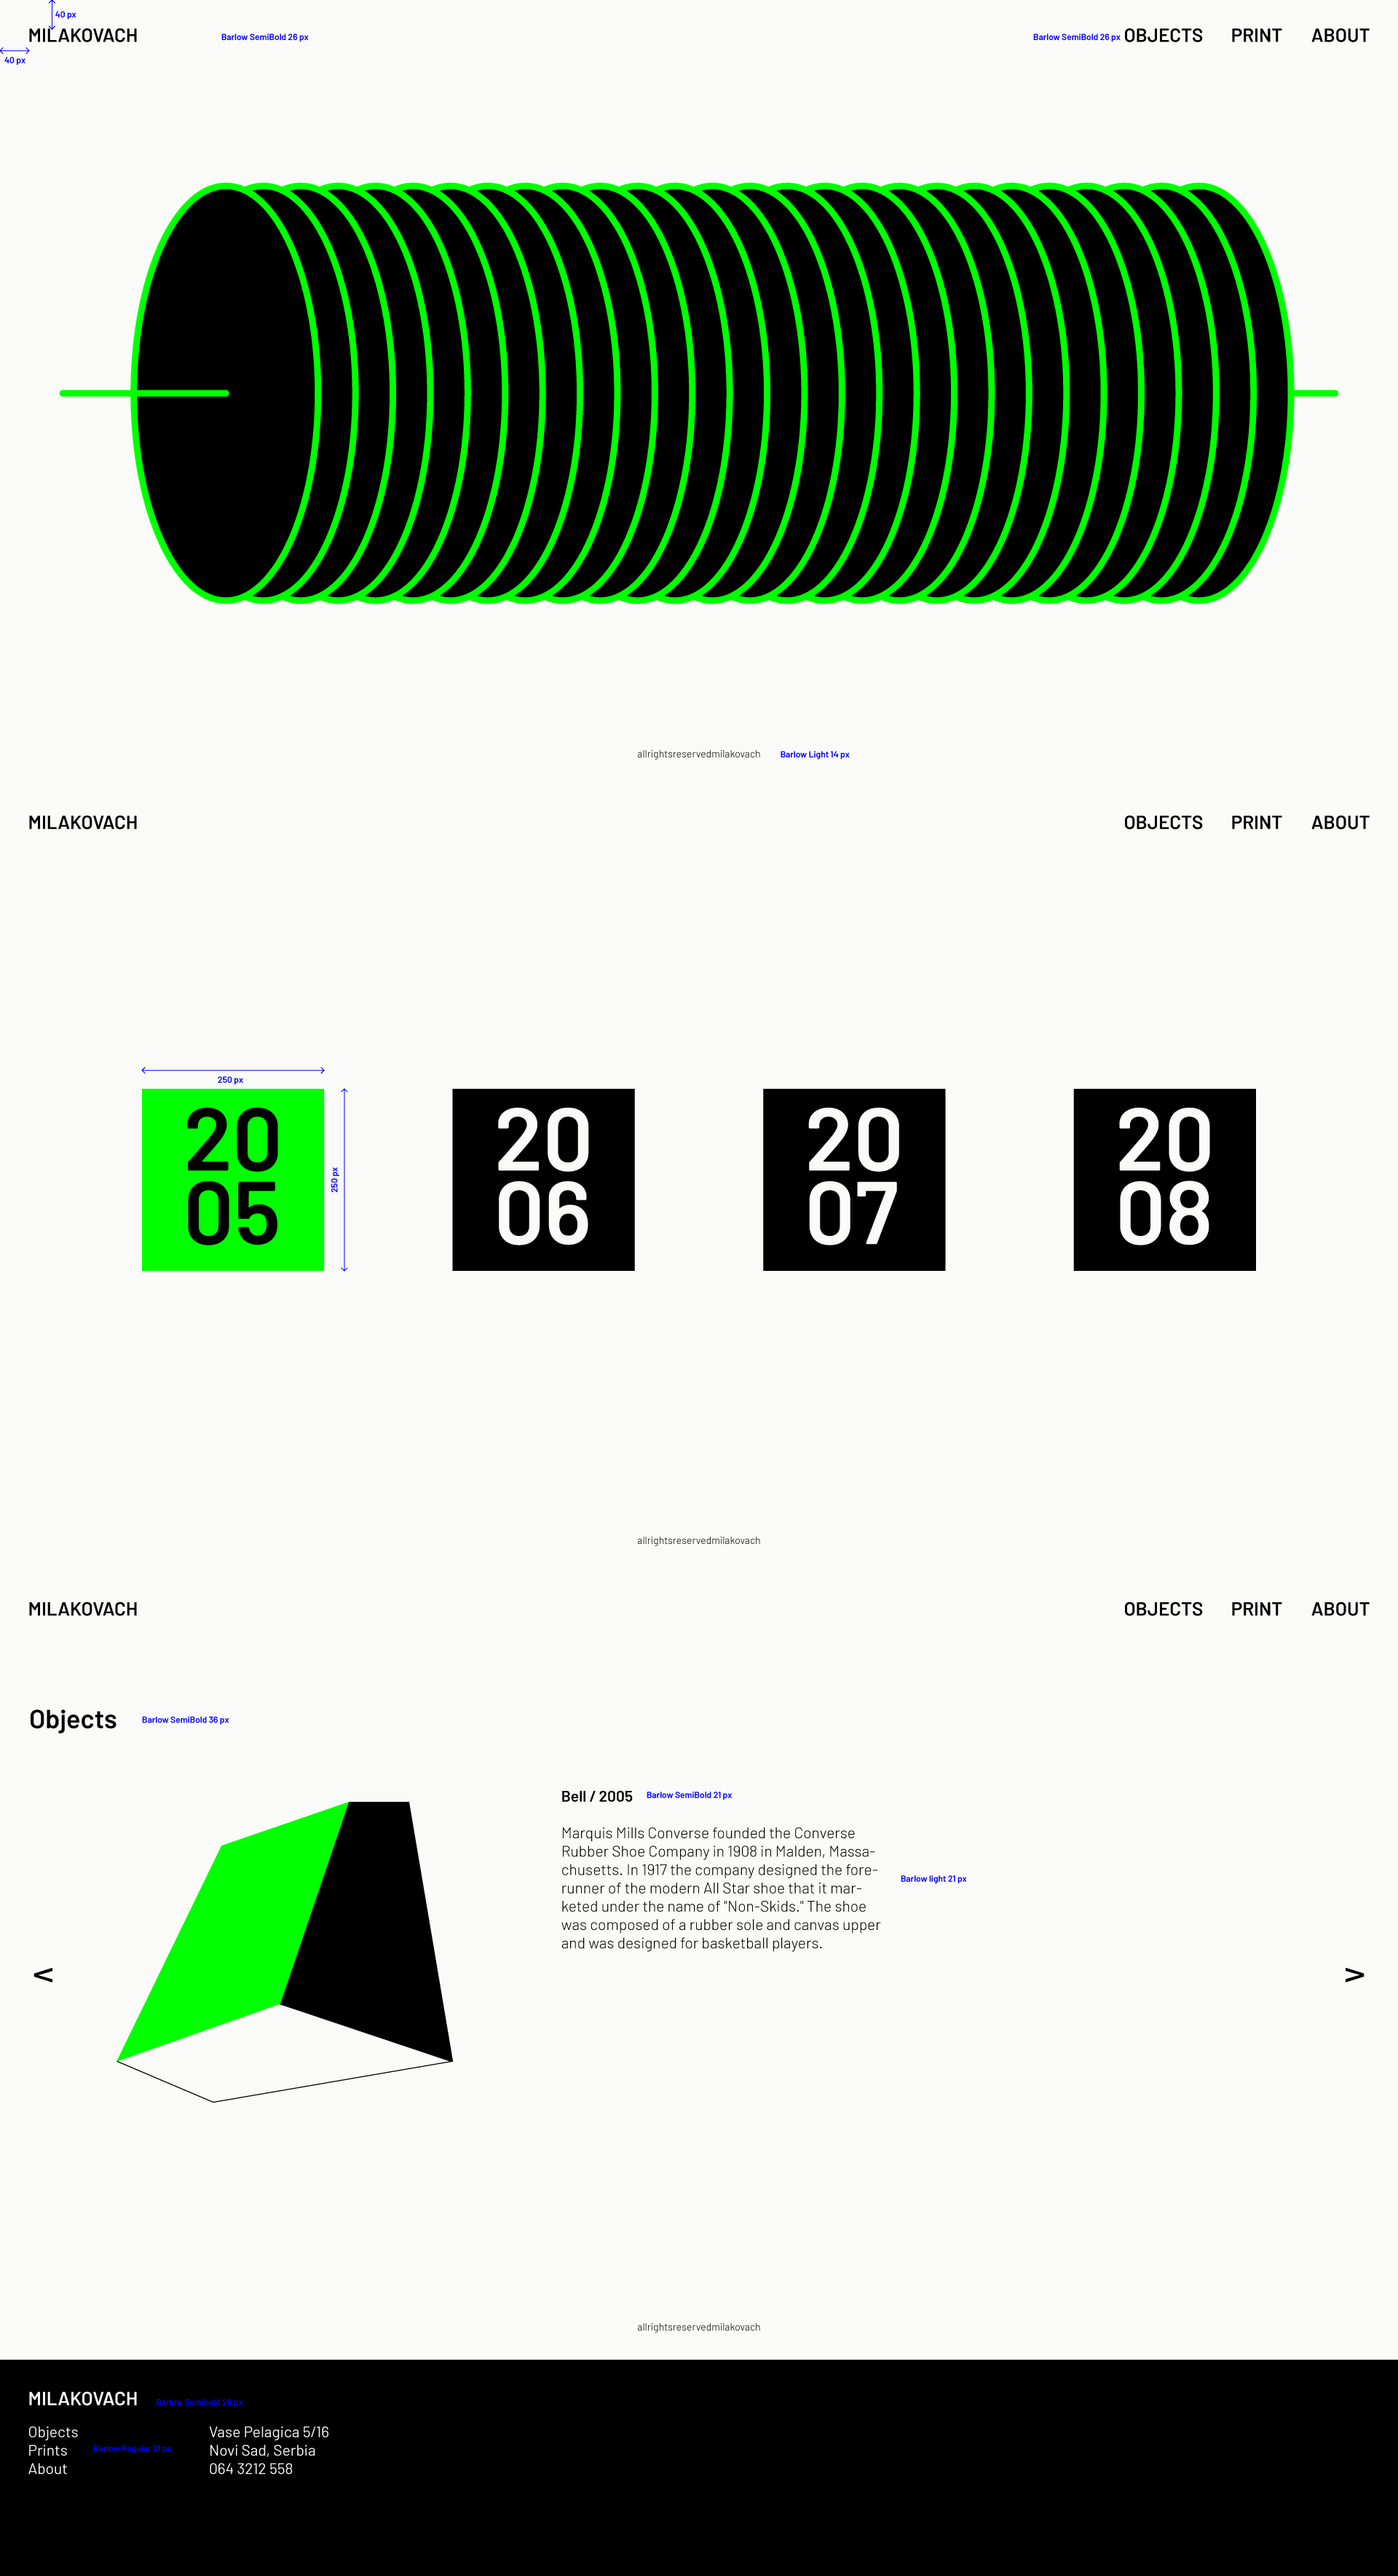 40 px
MILAKOVACH
Barlow SemiBold 26 px
Barlow SemiBold 26 px
OBJECTS
PRINT
ABOUT
40 px
allrightsreservedmilakovach
Barlow Light 14 px
MILAKOVACH
OBJECTS
PRINT
ABOUT
250 px
20
05
250 px
20
06
20
07
20
08
allrightsreservedmilakovach
MILAKOVACH
OBJECTS
PRINT
ABOUT
Objects
Barlow SemiBold 36 px
Bell / 2005
Barlow SemiBold 21 px
Marquis Mills Converse founded the Converse
Rubber Shoe Company in 1908 in Malden, Massa-
chusetts. In 1917 the company designed the fore-
runner of the modern All Star shoe that it mar-
keted under the name of "Non-Skids." The shoe
was composed of a rubber sole and canvas upper
and was designed for basketball players.
Barlow light 21 px
<
>
allrightsreservedmilakovach
MILAKOVACH
Barlow Semibold 26 px
Objects
Prints
About
Barlow Regular 21 px
Vase Pelagica 5/16
Novi Sad, Serbia
064 3212 558